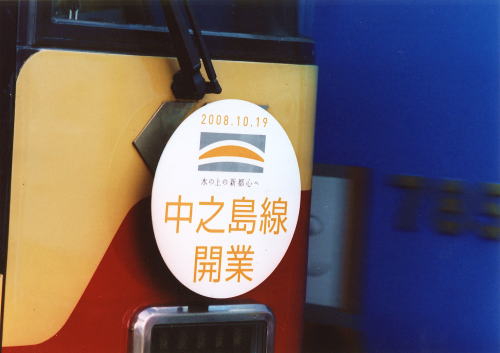 2008.10.19
水の上の新都心へ
中之島線
開業